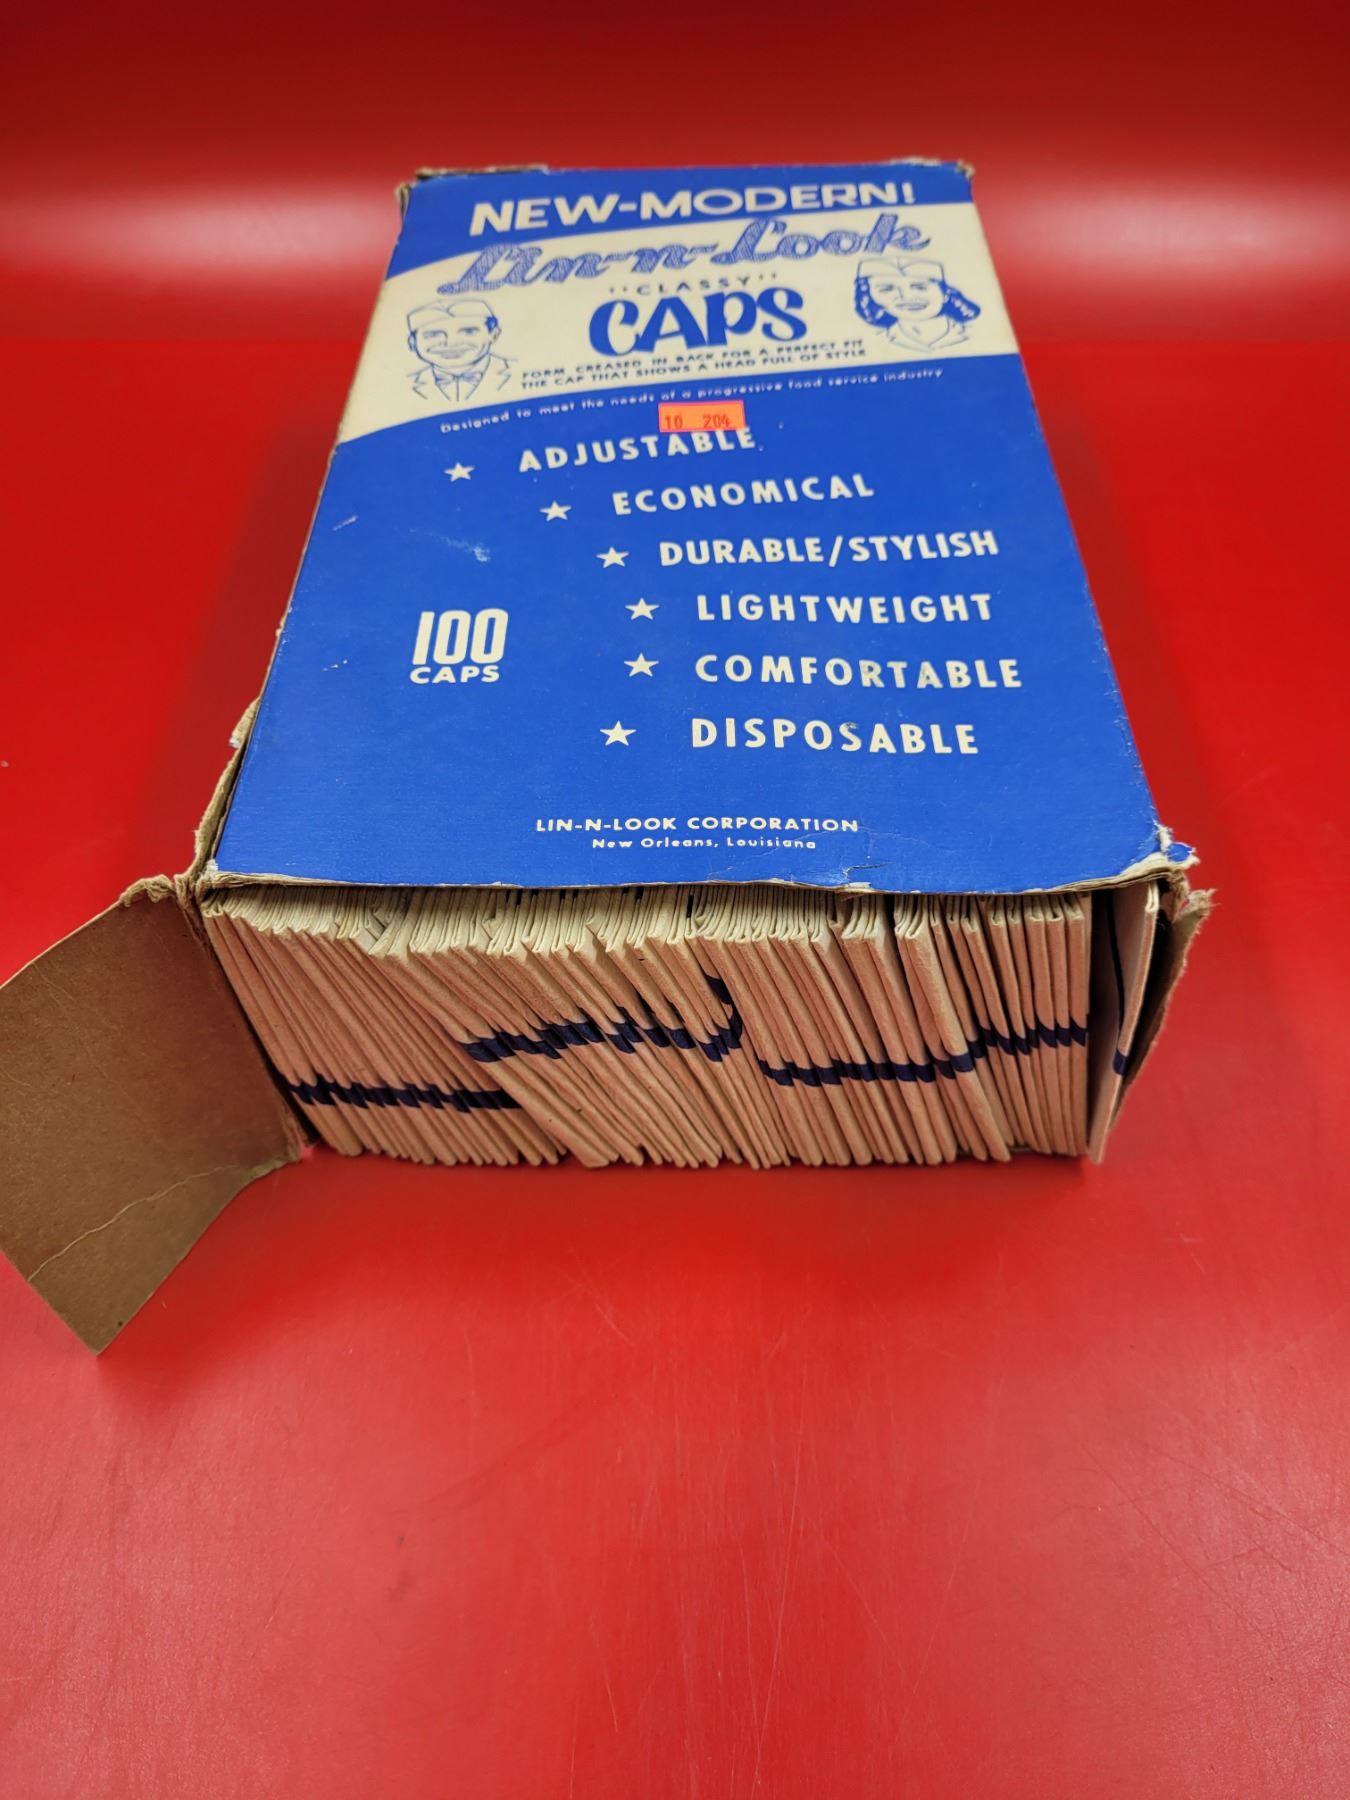 NEW-MODERN!
Lin-n-Look
"CLASSY"
CAPS
FORM CREASED IN BACK FOR A PERFECT FIT
THE CAP THAT SHOWS A HEAD FULL OF STYLE
Designed to meet the needs of a progressive food service industry
10 20¢
★ ADJUSTABLE
★ ECONOMICAL
★ DURABLE/STYLISH
★ LIGHTWEIGHT
★ COMFORTABLE
★ DISPOSABLE
100
CAPS
LIN-N-LOOK CORPORATION
New Orleans, Louisiana